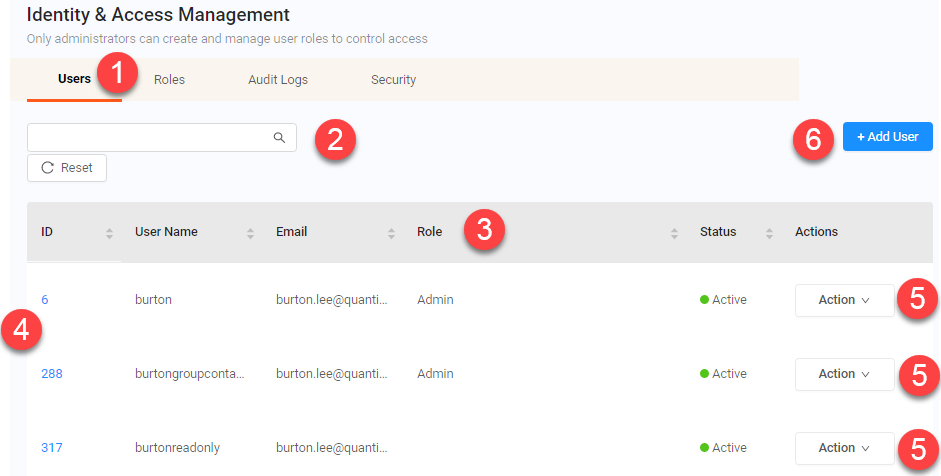 Identity & Access Management
Only administrators can create and manage user roles to control access
Users 1 Roles Audit Logs Security
2 6 + Add User
Reset
ID User Name Email Role 3 Status Actions
6 burton burton.lee@quanti... Admin Active Action 5
4
288 burtongroupconta... burton.lee@quanti... Admin Active Action 5
317 burtonreadonly burton.lee@quanti... Active Action 5